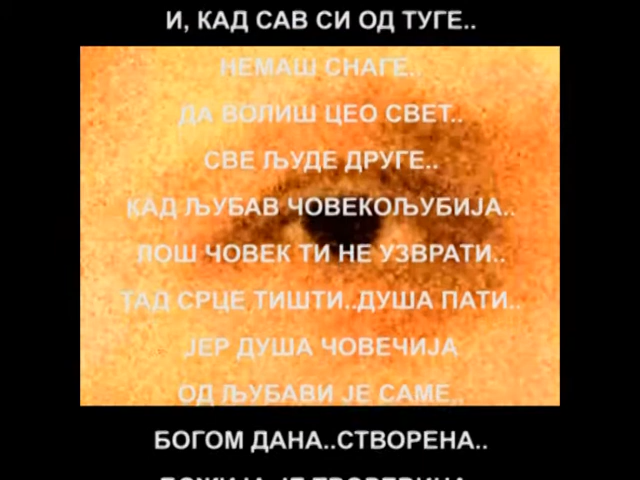 И, КАД САВ СИ ОД ТУГЕ..
НЕМАШ СНАГЕ..
ДА ВОЛИШ ЦЕО СВЕТ..
СВЕ ЉУДЕ ДРУГЕ..
КАД ЉУБАВ ЧОВЕКОЉУБИЈА..
ЛОШ ЧОВЕК ТИ НЕ УЗВРАТИ..
ТАД СРЦЕ ТИШТИ..ДУША ПАТИ..
ЈЕР ДУША ЧОВЕЧИЈА
ОД ЉУБАВИ ЈЕ САМЕ..
БОГОМ ДАНА..СТВОРЕНА..